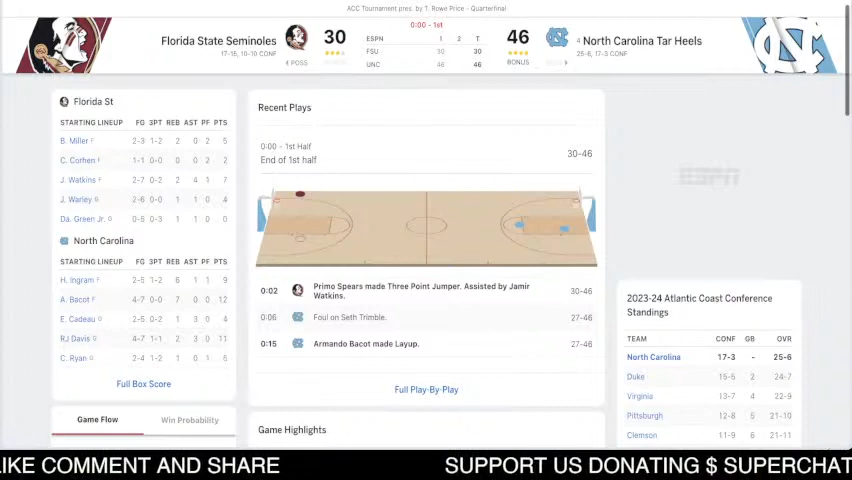 ACC Tournament pres. by T. Rowe Price - Quarterfinal
Florida State Seminoles
17-15, 10-10 CONF
30
POSS
0:00 - 1st
ESPN 1 2 T
FSU 30 30
UNC 46 46
46
BONUS
4 North Carolina Tar Heels
25-6, 17-3 CONF
Florida St
STARTING LINEUP FG 3PT REB AST PF PTS
B. Miller F 2-3 1-2 2 0 2 5
C. Corhen F 1-1 0-0 0 0 2 2
J. Watkins F 2-7 0-2 2 4 1 7
J. Warley G 2-6 0-0 1 1 0 4
Da. Green Jr. G 0-5 0-3 1 1 0 0
North Carolina
STARTING LINEUP FG 3PT REB AST PF PTS
H. Ingram F 2-5 1-2 6 1 1 9
A. Bacot F 4-7 0-0 7 0 0 12
E. Cadeau G 2-5 0-2 1 3 0 4
RJ Davis G 4-7 1-1 2 3 0 11
C. Ryan G 2-4 1-2 1 0 1 5
Full Box Score
Game Flow
Win Probability
Recent Plays
0:00 - 1st Half
End of 1st half
30-46
0:02 Primo Spears made Three Point Jumper. Assisted by Jamir
Watkins. 30-46
0:06 Foul on Seth Trimble. 27-46
0:15 Armando Bacot made Layup. 27-46
Full Play-By-Play
Game Highlights
ESPN
2023-24 Atlantic Coast Conference
Standings
TEAM CONF GB OVR
North Carolina 17-3 - 25-6
Duke 15-5 2 24-7
Virginia 13-7 4 22-9
Pittsburgh 12-8 5 21-10
Clemson 11-9 6 21-11
IKE COMMENT AND SHARE
SUPPORT US DONATING $ SUPERCHAT